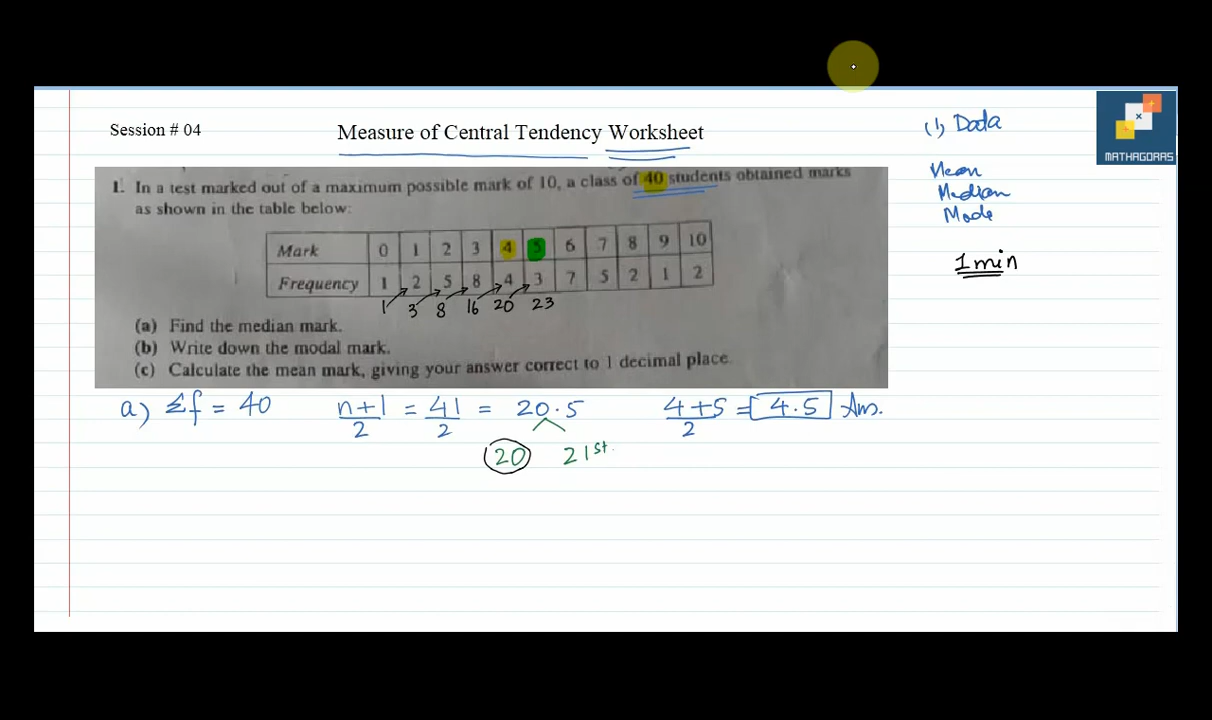 Session # 04
Measure of Central Tendency Worksheet
(1) Data
Mean
Median
Mode
1 min
MATHAGORAS
1. In a test marked out of a maximum possible mark of 10, a class of 40 students obtained marks
as shown in the table below:
Mark 0 1 2 3 4 5 6 7 8 9 10
Frequency 1 2 5 8 4 3 7 5 2 1 2
1 3 8 16 20 23
(a) Find the median mark.
(b) Write down the modal mark.
(c) Calculate the mean mark, giving your answer correct to 1 decimal place.
a) Σf = 40 n+1/2 = 41/2 = 20.5 4+5/2 = 4.5 Ans.
20 21st